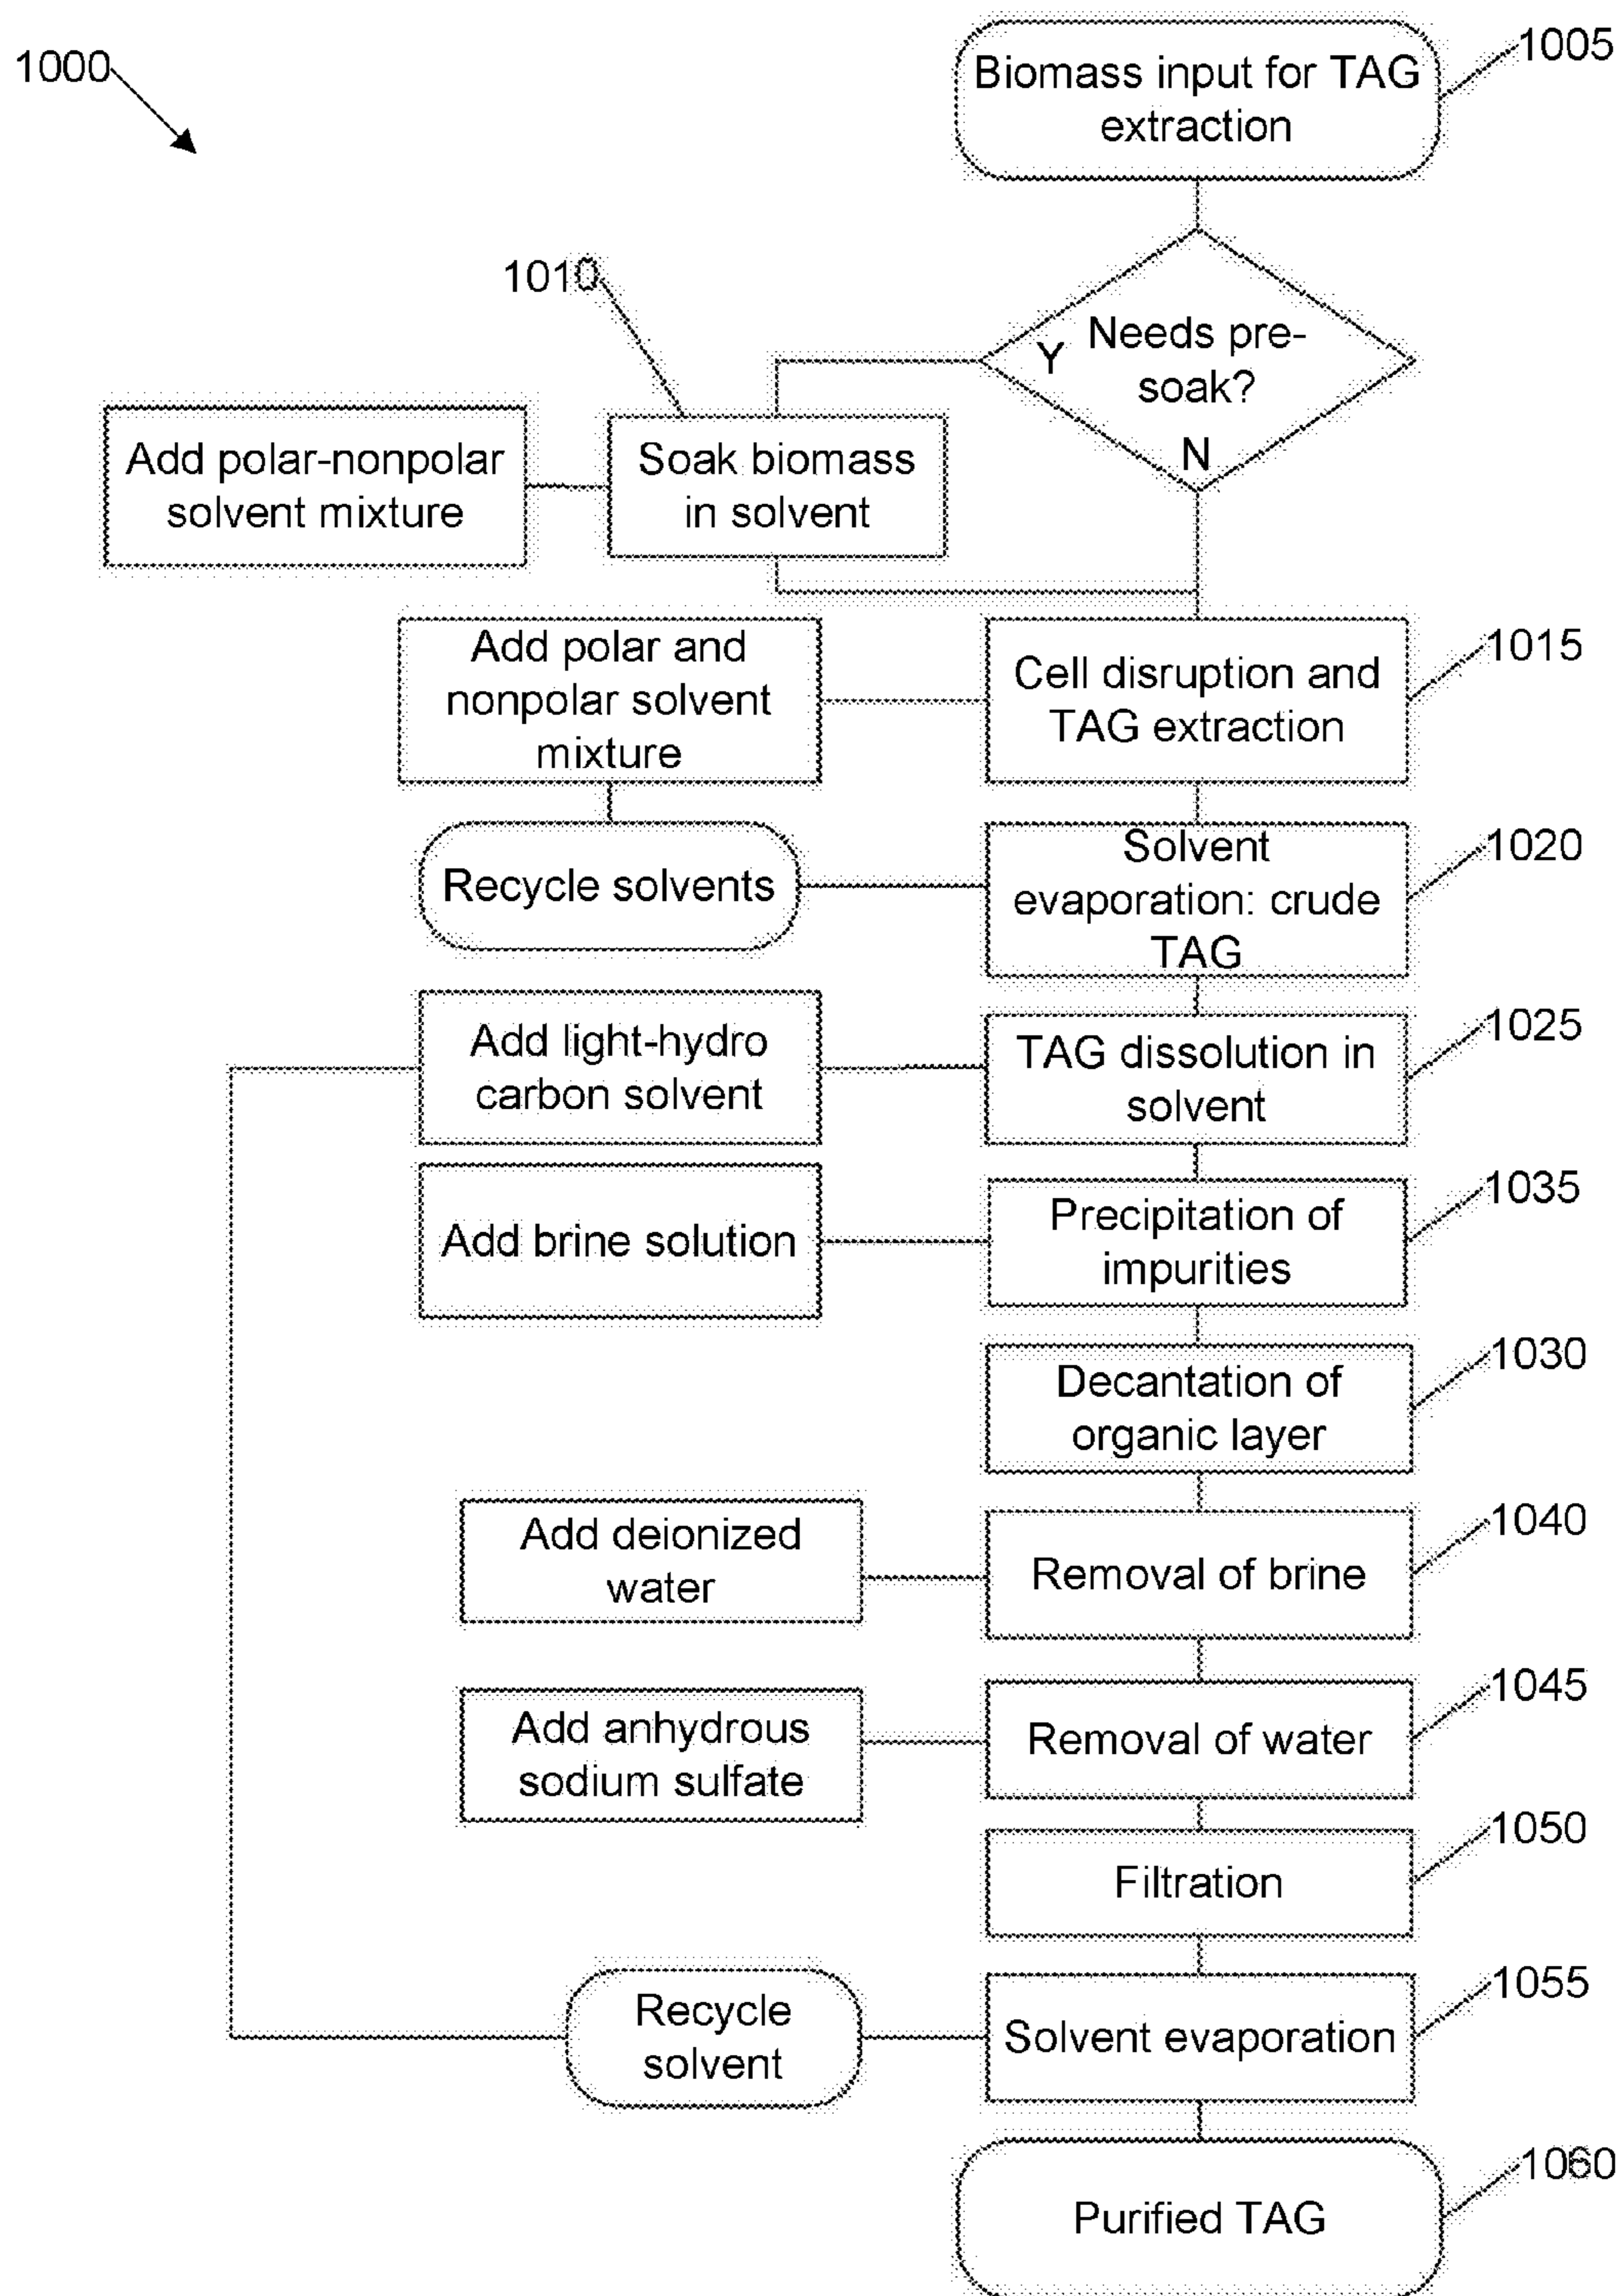 1000
Biomass input for TAG
extraction
1005
1010
Y
Needs pre-
soak?
N
Add polar-nonpolar
solvent mixture
Soak biomass
in solvent
Add polar and
nonpolar solvent
mixture
Cell disruption and
TAG extraction
1015
Recycle solvents
Solvent
evaporation: crude
TAG
1020
Add light-hydro
carbon solvent
TAG dissolution in
solvent
1025
Add brine solution
Precipitation of
impurities
1035
Decantation of
organic layer
1030
Add deionized
water
Removal of brine
1040
Add anhydrous
sodium sulfate
Removal of water
1045
Filtration
1050
Recycle
solvent
Solvent evaporation
1055
Purified TAG
1060